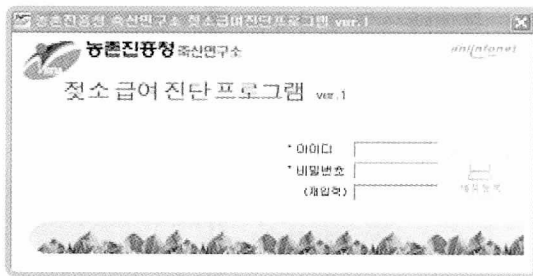 농촌진흥청 축산연구소 젖소급여진단프로그램 ver.1
농촌진흥청 축산연구소
젖소 급여 진단 프로그램 ver.1
* 아이디
* 비밀번호
(재입력)